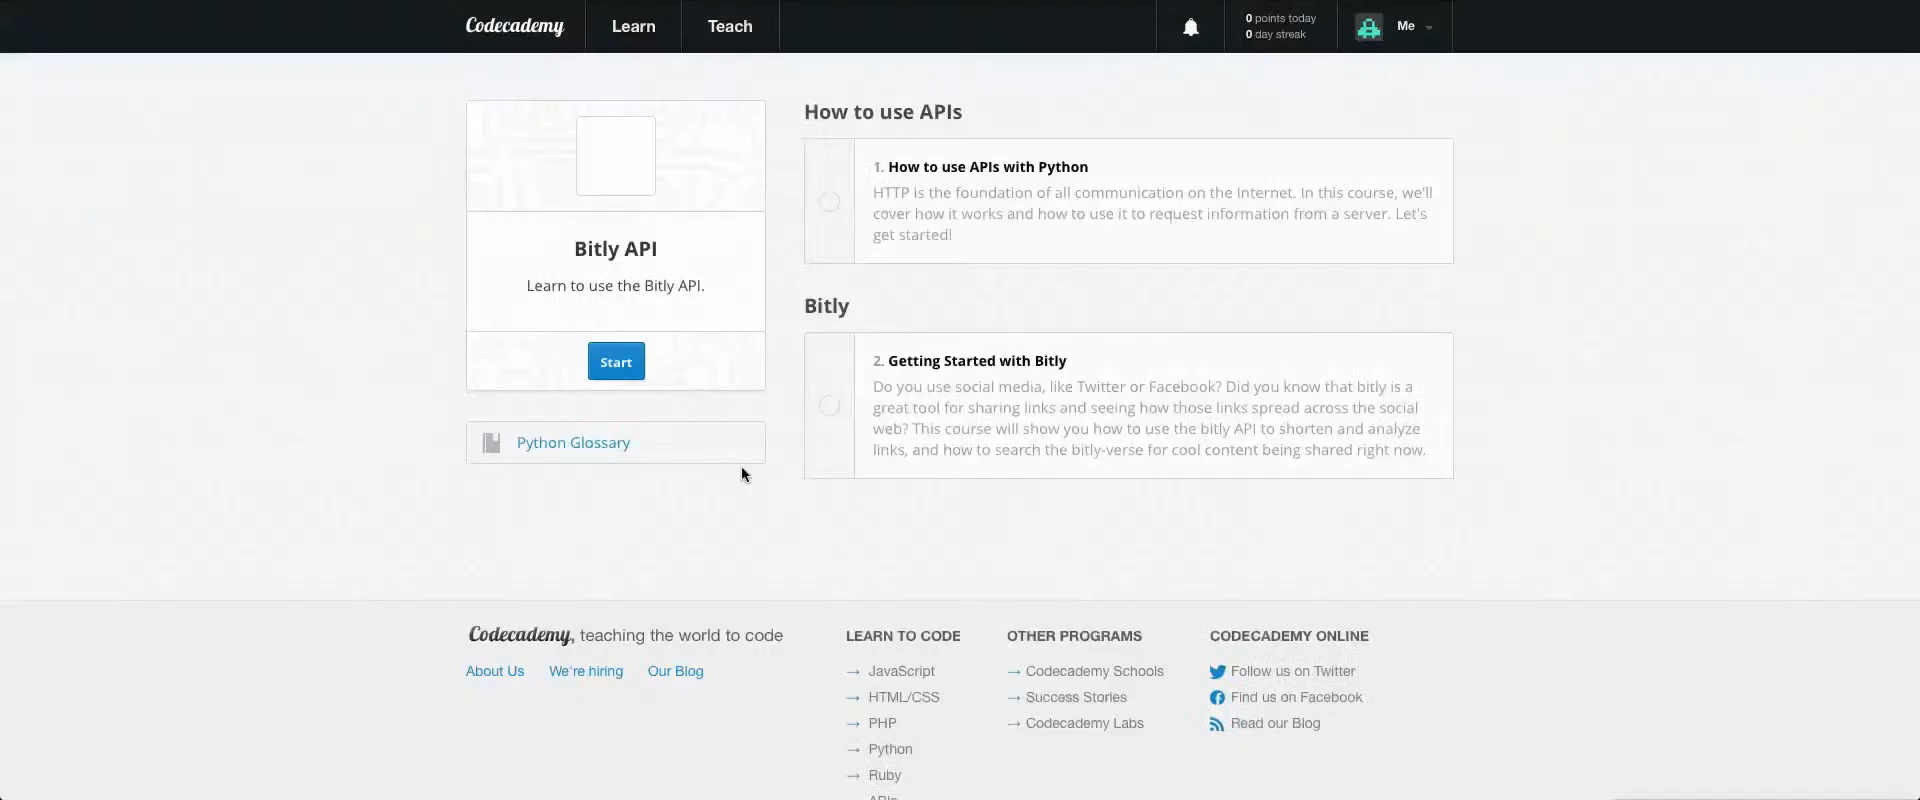 Codecademy
Learn
Teach
0 points today
0 day streak
Me
Bitly API
Learn to use the Bitly API.
Start
Python Glossary
How to use APIs
1. How to use APIs with Python
HTTP is the foundation of all communication on the Internet. In this course, we'll
cover how it works and how to use it to request information from a server. Let's
get started!
Bitly
2. Getting Started with Bitly
Do you use social media, like Twitter or Facebook? Did you know that bitly is a
great tool for sharing links and seeing how those links spread across the social
web? This course will show you how to use the bitly API to shorten and analyze
links, and how to search the bitly-verse for cool content being shared right now.
Codecademy, teaching the world to code
About Us We're hiring Our Blog
LEARN TO CODE
→ JavaScript
→ HTML/CSS
→ PHP
→ Python
→ Ruby
APIs
OTHER PROGRAMS
→ Codecademy Schools
→ Success Stories
→ Codecademy Labs
CODECADEMY ONLINE
Follow us on Twitter
Find us on Facebook
Read our Blog